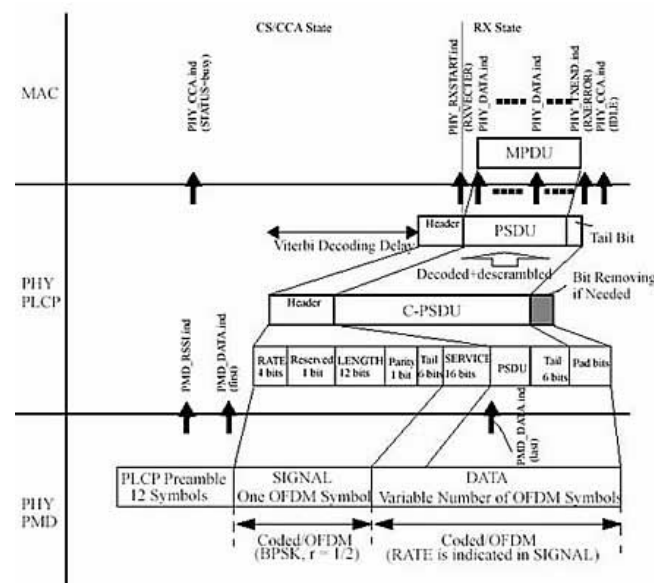 CS/CCA State
RX State
MAC
PHY_CCA.ind
(STATUS=busy)
PHY_RXSTART.ind
(RXVECTER)
PHY_DATA.ind
PHY_DATA.ind
PHY_TXEND.ind
(RXERROR)
PHY_CCA.ind
(IDLE)
MPDU
Header
PSDU
Viterbi Decoding Delay
Tail Bit
Decoded+descrambled
PHY
PLCP
Bit Removing
if Needed
Header
C-PSDU
PMD_RSSI.ind
PMD_DATA.ind
(first)
RATE
4 bits
Reserved
1 bit
LENGTH
12 bits
Parity
1 bit
Tail
6 bits
SERVICE
16 bits
PSDU
Tail
6 bits
Pad bits
PMD_DATA.ind
(last)
PHY
PMD
PLCP Preamble
12 Symbols
SIGNAL
One OFDM Symbol
DATA
Variable Number of OFDM Symbols
Coded/OFDM
(BPSK, r = 1/2)
Coded/OFDM
(RATE is indicated in SIGNAL)